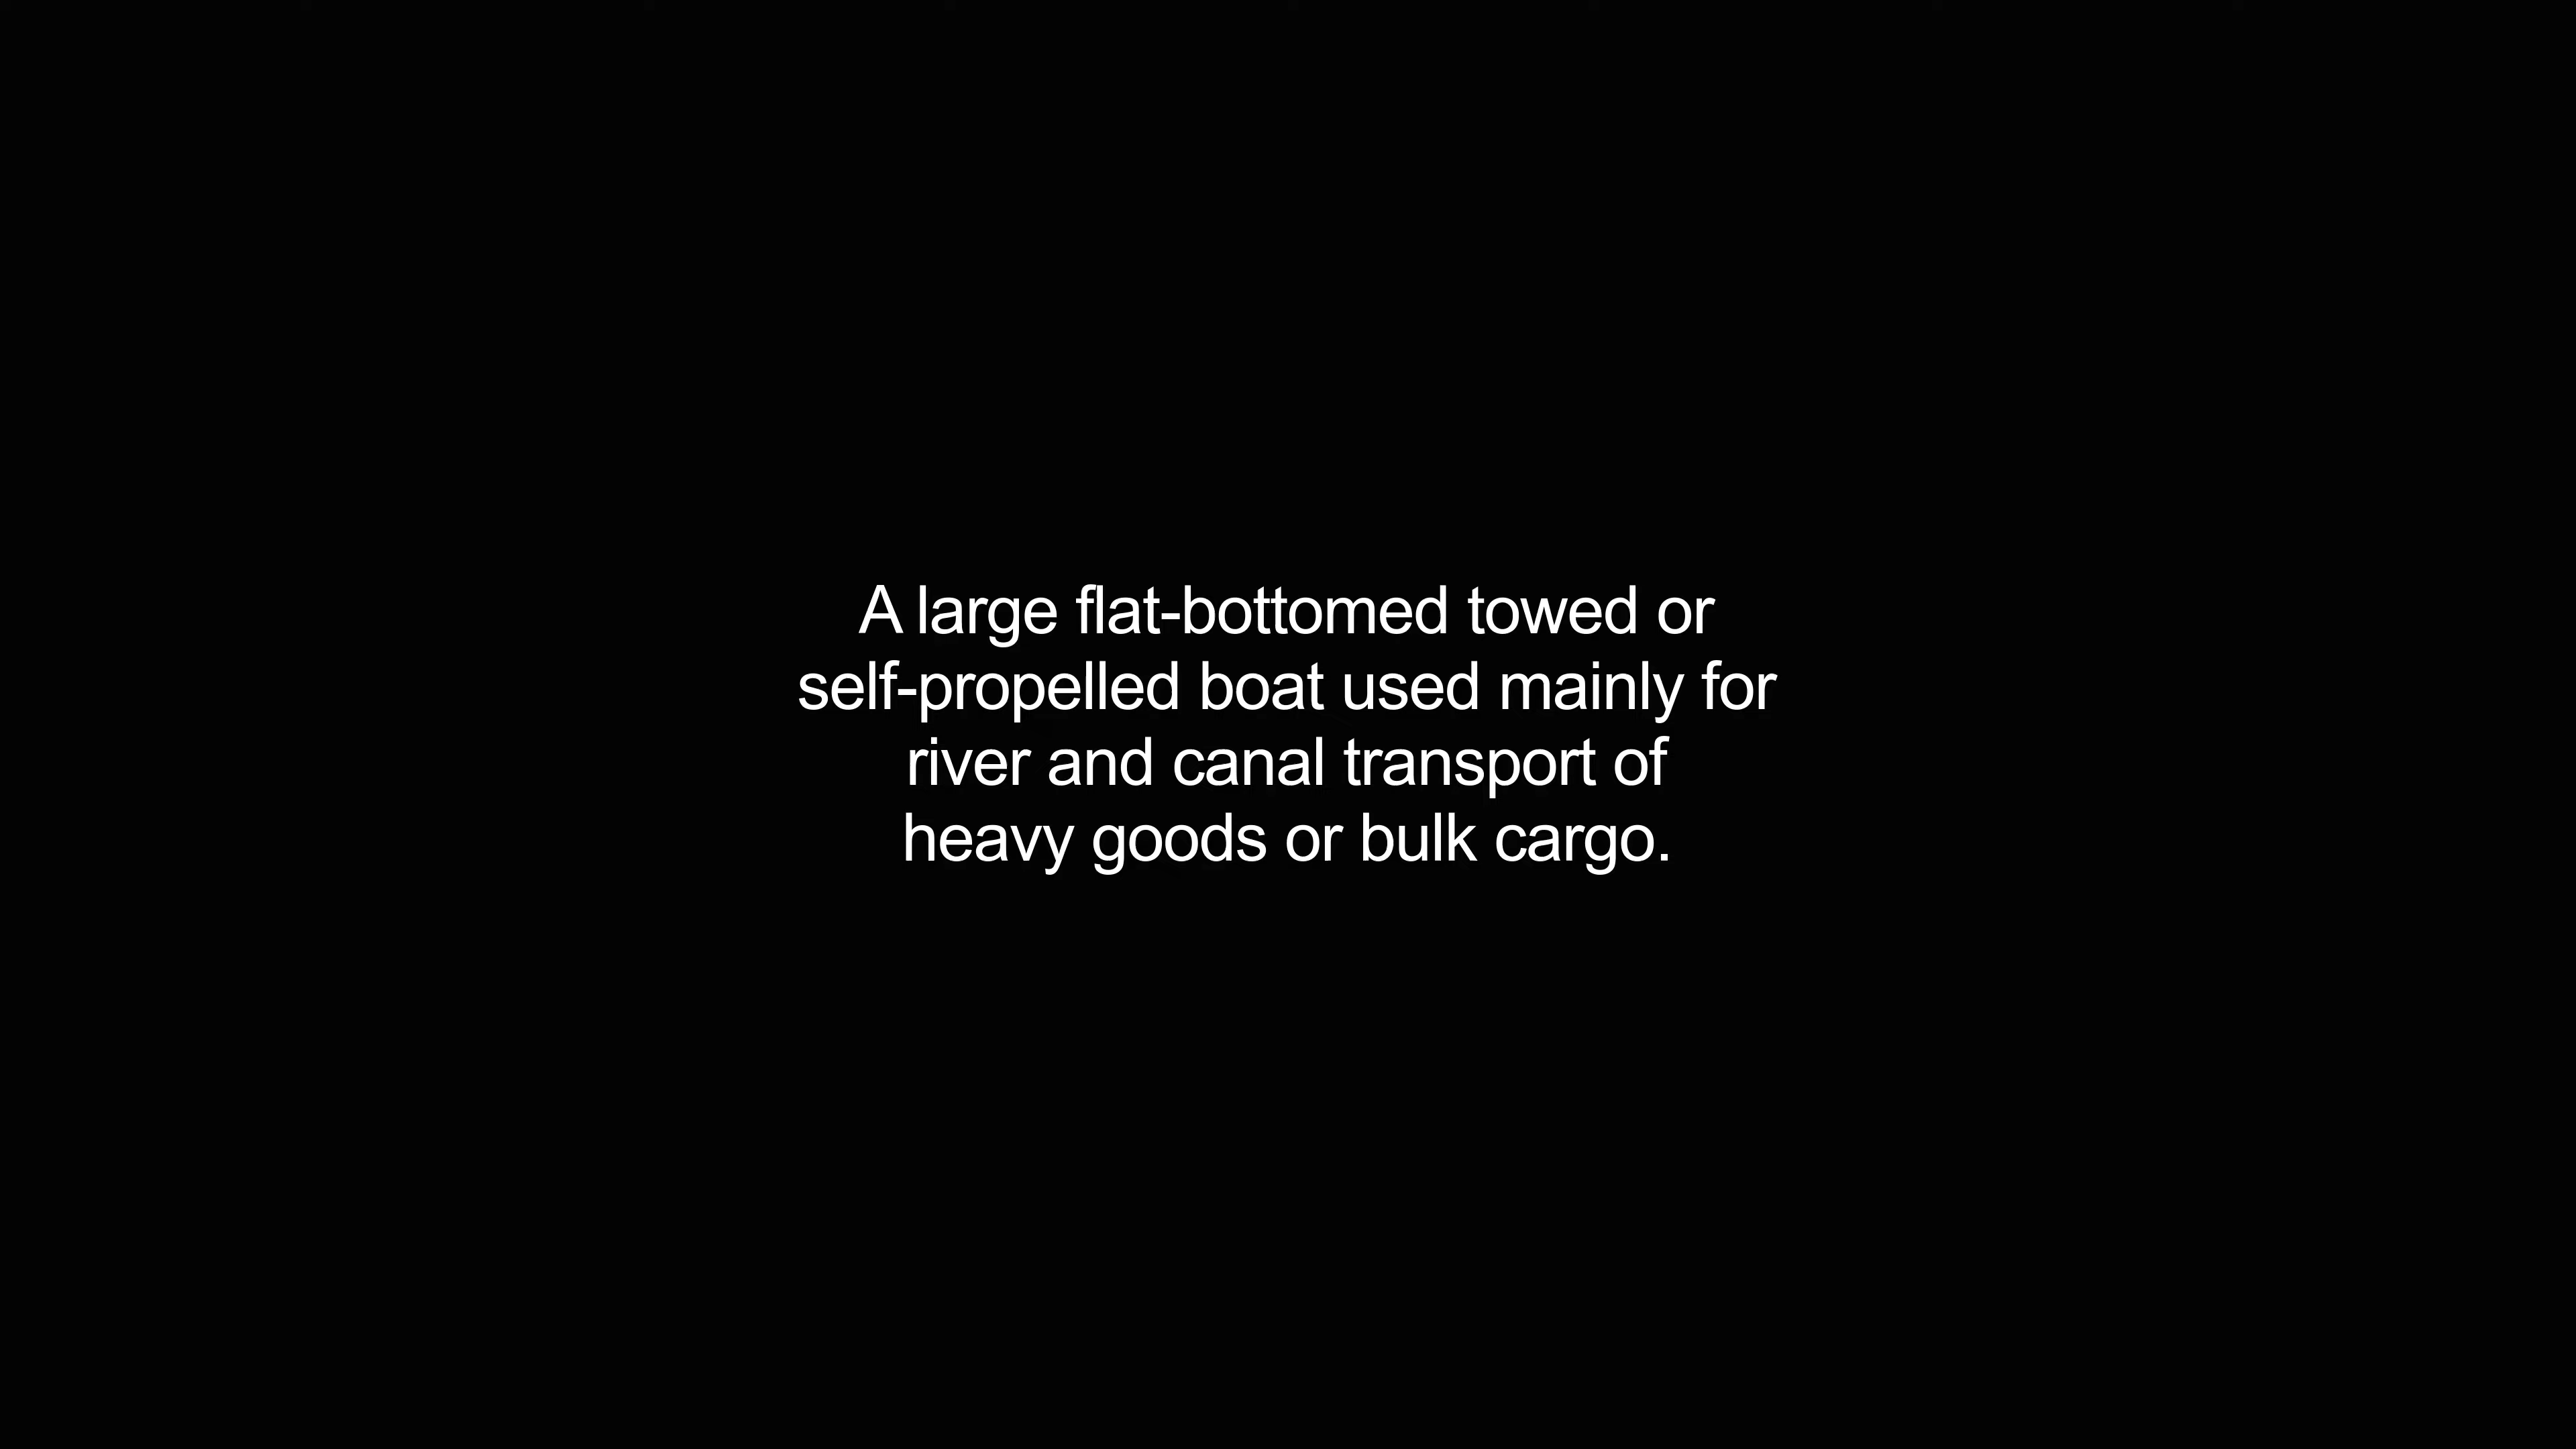 A large flat-bottomed towed or
self-propelled boat used mainly for
river and canal transport of
heavy goods or bulk cargo.